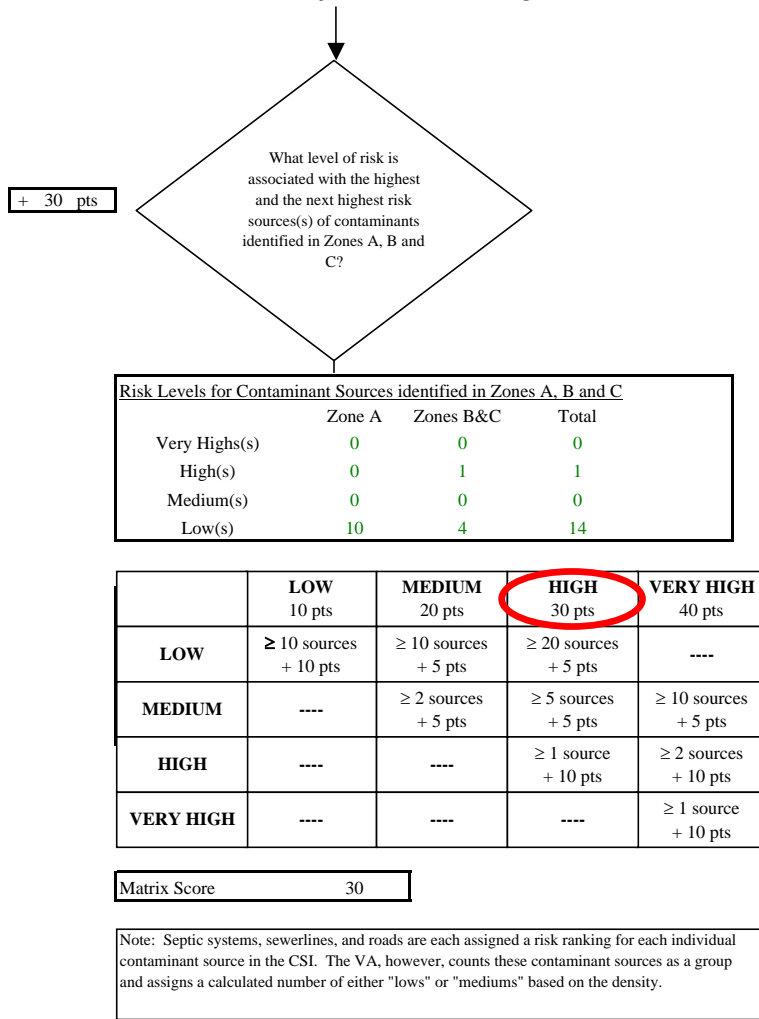 What level of risk is
associated with the highest
and the next highest risk
sources(s) of contaminants
identified in Zones A, B and
C?
+ 30 pts
Risk Levels for Contaminant Sources identified in Zones A, B and C
Zone A Zones B&C Total
Very Highs(s) 0 0 0
High(s) 0 1 1
Medium(s) 0 0 0
Low(s) 10 4 14
LOW MEDIUM HIGH VERY HIGH
10 pts 20 pts 30 pts 40 pts
LOW ≥ 10 sources ≥ 10 sources ≥ 20 sources ----
+ 10 pts + 5 pts + 5 pts
MEDIUM ---- ≥ 2 sources ≥ 5 sources ≥ 10 sources
+ 5 pts + 5 pts + 5 pts
HIGH ---- ---- ≥ 1 source ≥ 2 sources
+ 10 pts + 10 pts
VERY HIGH ---- ---- ---- ≥ 1 source
+ 10 pts
Matrix Score 30
Note: Septic systems, sewerlines, and roads are each assigned a risk ranking for each individual
contaminant source in the CSI. The VA, however, counts these contaminant sources as a group
and assigns a calculated number of either "lows" or "mediums" based on the density.